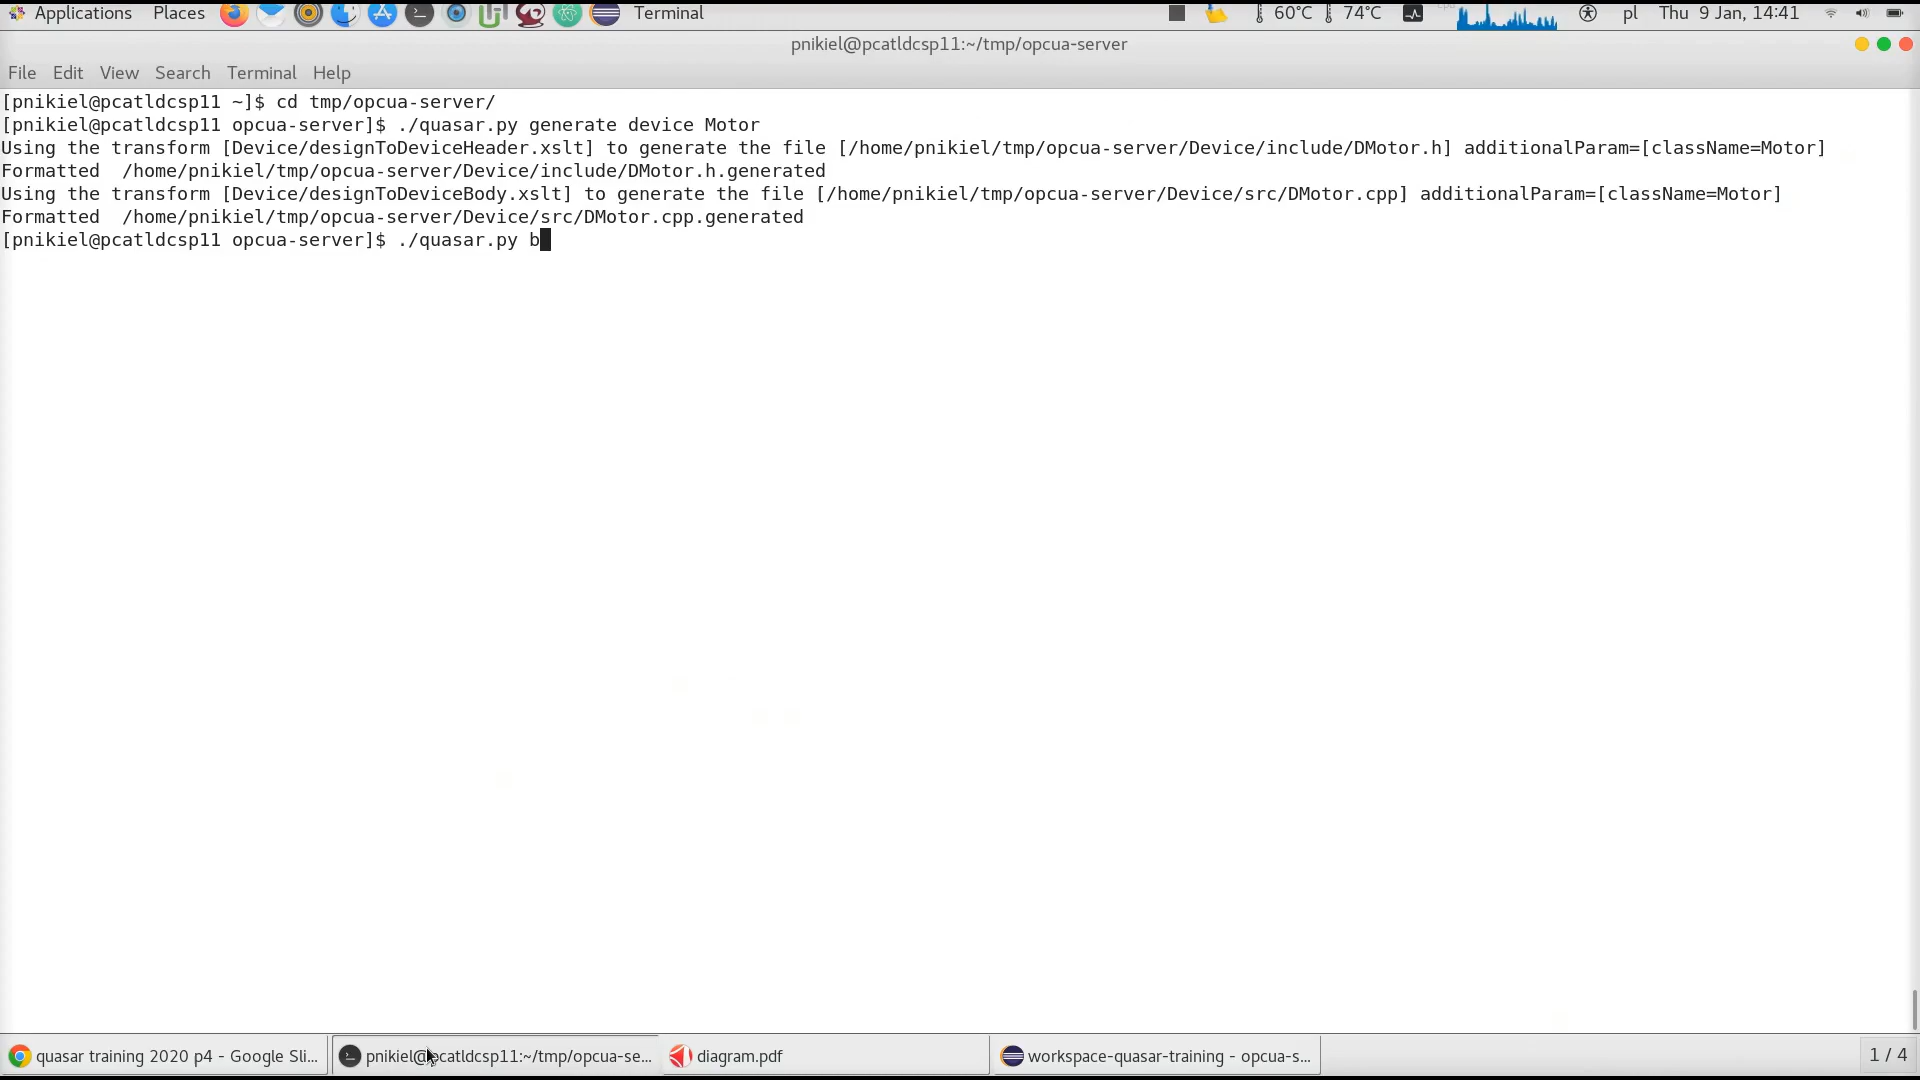 Applications Places Terminal 60°C 74°C pl Thu 9 Jan, 14:41
pnikiel@pcatldcsp11:~/tmp/opcua-server
File Edit View Search Terminal Help
[pnikiel@pcatldcsp11 ~]$ cd tmp/opcua-server/
[pnikiel@pcatldcsp11 opcua-server]$ ./quasar.py generate device Motor
Using the transform [Device/designToDeviceHeader.xslt] to generate the file [/home/pnikiel/tmp/opcua-server/Device/include/DMotor.h] additionalParam=[className=Motor]
Formatted  /home/pnikiel/tmp/opcua-server/Device/include/DMotor.h.generated
Using the transform [Device/designToDeviceBody.xslt] to generate the file [/home/pnikiel/tmp/opcua-server/Device/src/DMotor.cpp] additionalParam=[className=Motor]
Formatted  /home/pnikiel/tmp/opcua-server/Device/src/DMotor.cpp.generated
[pnikiel@pcatldcsp11 opcua-server]$ ./quasar.py b
quasar training 2020 p4 - Google Sli... pnikiel@pcatldcsp11:~/tmp/opcua-se... diagram.pdf workspace-quasar-training - opcua-s... 1 / 4